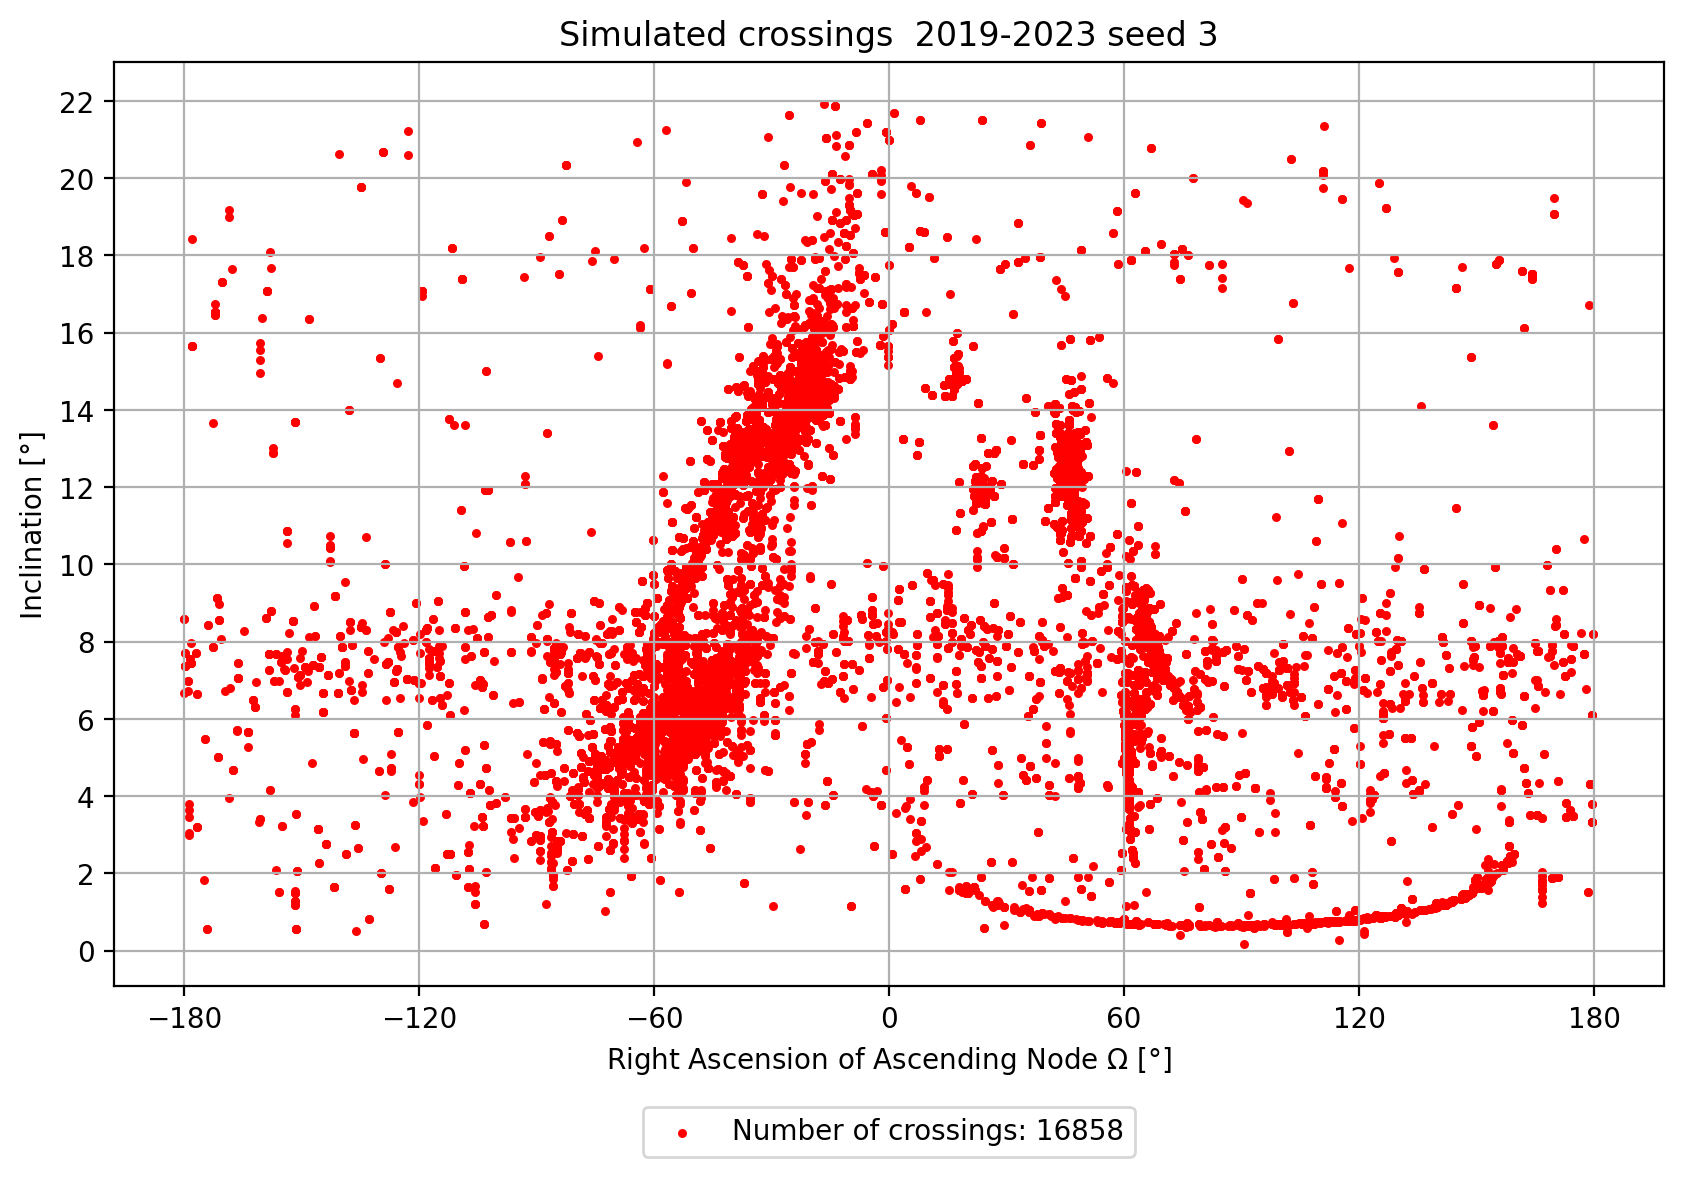 Simulated crossings  2019-2023 seed 3
Inclination [°]
22
20
18
16
14
12
10
8
6
4
2
0
−180 −120 −60 0 60 120 180
Right Ascension of Ascending Node Ω [°]
Number of crossings: 16858